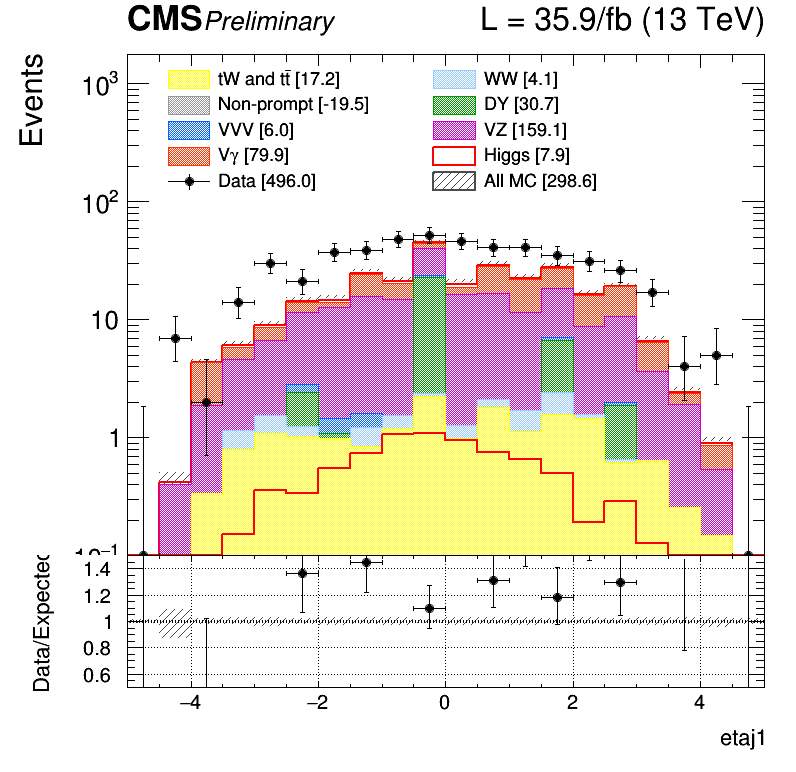 CMS Preliminary L = 35.9/fb (13 TeV)
Events
10³
10²
10
1
10⁻¹
tW and tt̄ [17.2] WW [4.1]
Non-prompt [-19.5] DY [30.7]
VVV [6.0] VZ [159.1]
Vγ [79.9] Higgs [7.9]
Data [496.0] All MC [298.6]
Data/Expected
1.4
1.2
1
0.8
0.6
−4 −2 0 2 4
etaj1